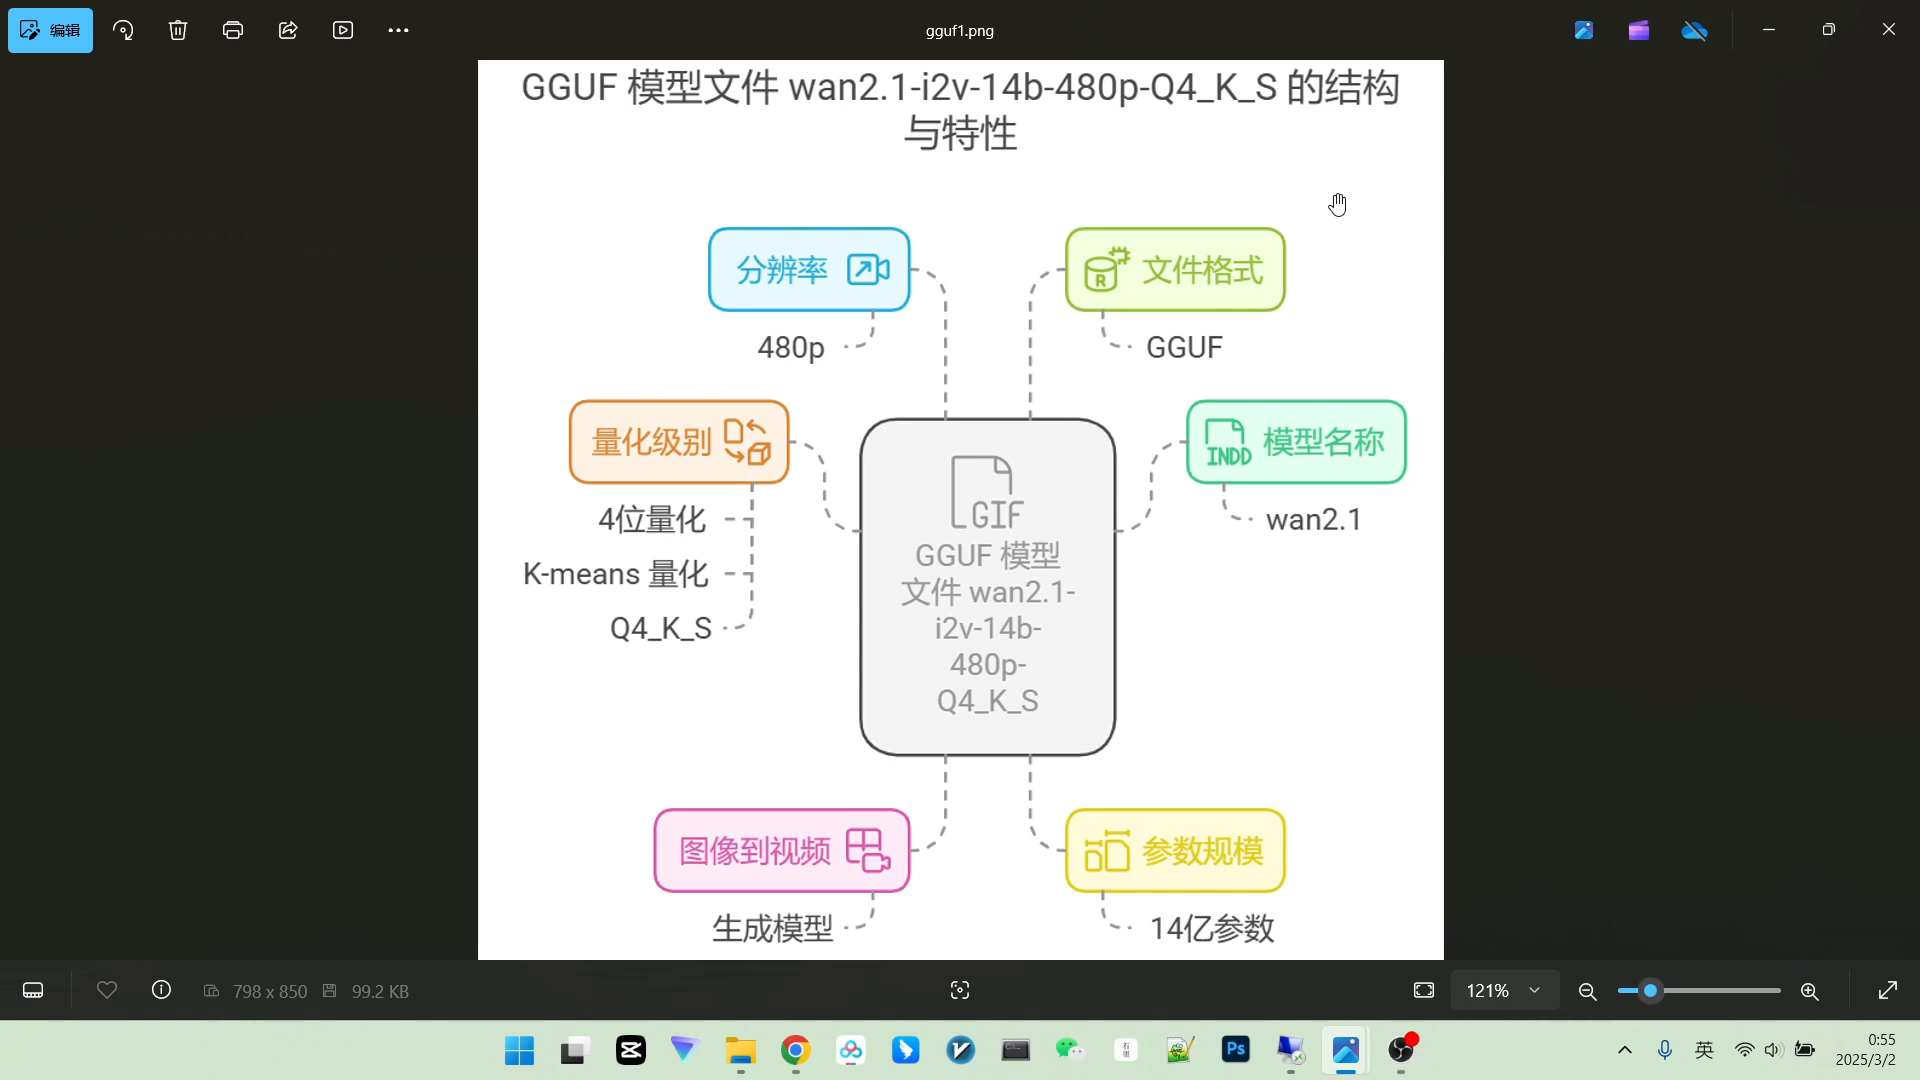 编辑
gguf1.png
GGUF 模型文件 wan2.1-i2v-14b-480p-Q4_K_S 的结构
与特性
分辨率
480p
R
文件格式
GGUF
量化级别
4位量化
K-means 量化
Q4_K_S
INDD
模型名称
wan2.1
GIF
GGUF 模型
文件 wan2.1-
i2v-14b-
480p-
Q4_K_S
图像到视频
生成模型
参数规模
14亿参数
798 x 850
99.2 KB
121%
石墨
Ps
英
0:55
2025/3/2